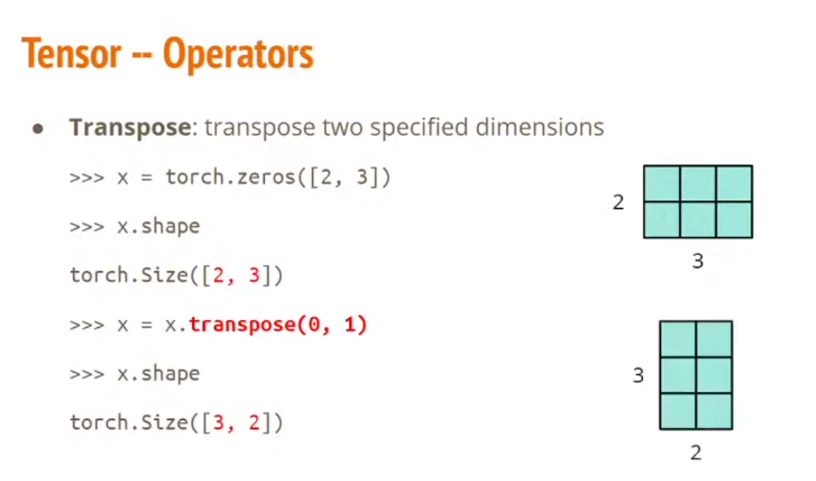 Tensor -- Operators
● Transpose: transpose two specified dimensions
>>> x = torch.zeros([2, 3])
>>> x.shape
torch.Size([2, 3])
>>> x = x.transpose(0, 1)
>>> x.shape
torch.Size([3, 2])
2
3
3
2